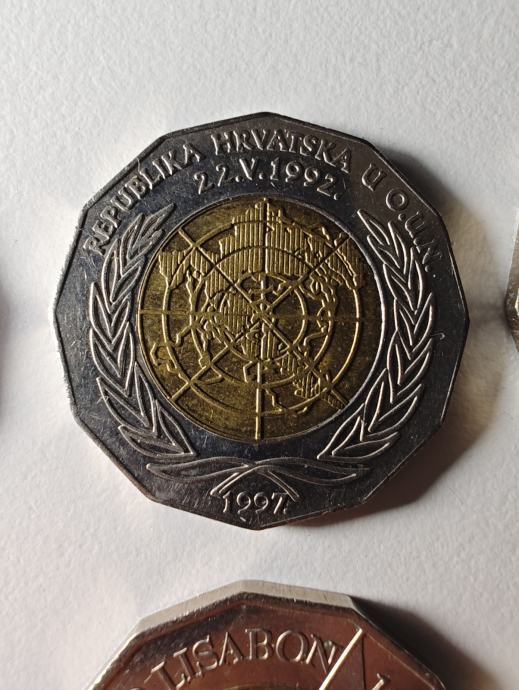 REPUBLIKA HRVATSKA U O.U.N.
22.V.1992.
1997.
LISABON